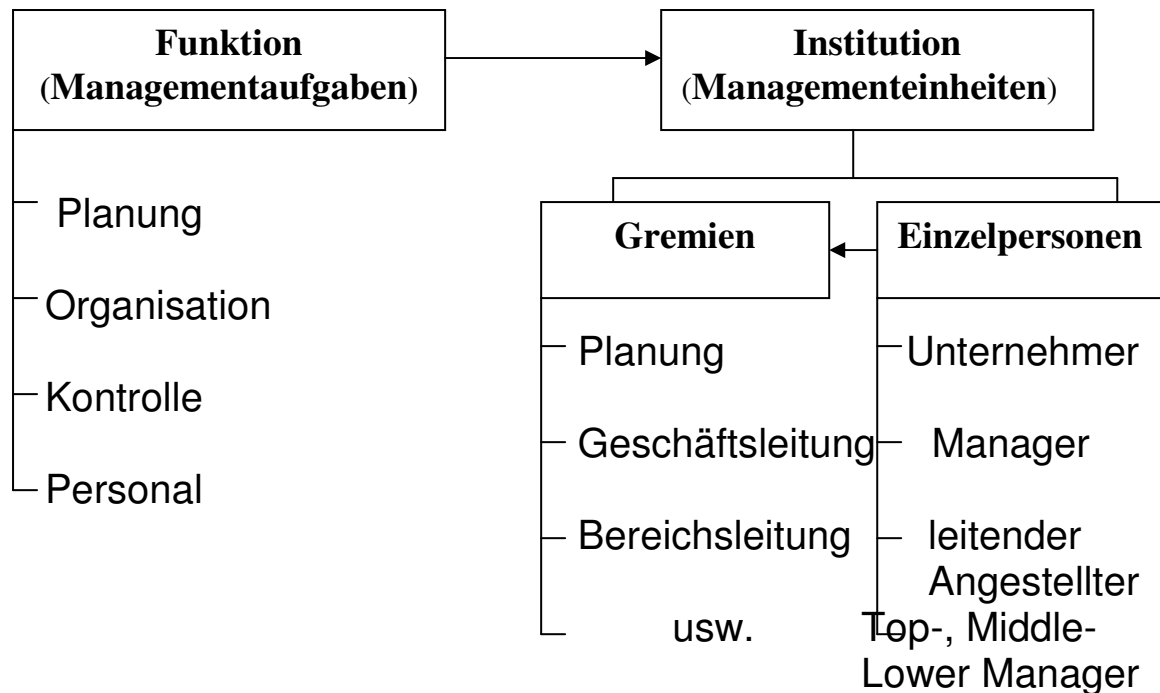 Funktion
(Managementaufgaben)
Institution
(Managementeinheiten)
Planung
Organisation
Kontrolle
Personal
Gremien
Planung
Geschäftsleitung
Bereichsleitung
usw.
Einzelpersonen
Unternehmer
Manager
leitender
Angestellter
Top-, Middle-
Lower Manager